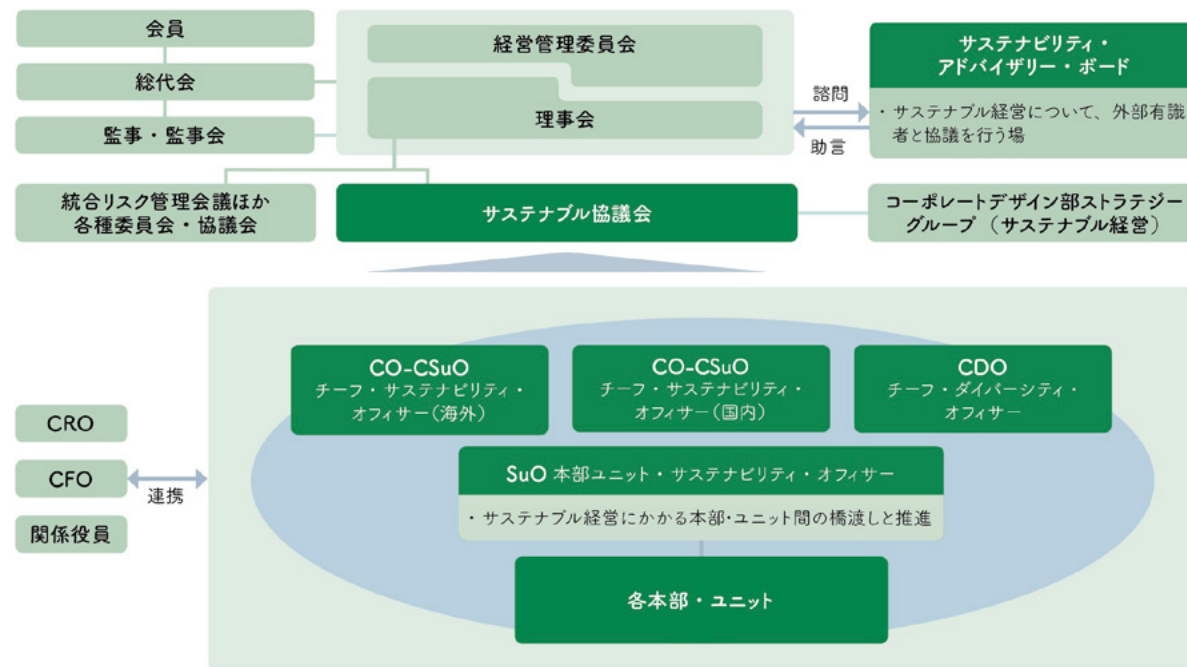 会員
総代会
監事・監事会
経営管理委員会
理事会
諮問
助言
サステナビリティ・
アドバイザリー・ボード
・サステナブル経営について、外部有識
者と協議を行う場
統合リスク管理会議ほか
各種委員会・協議会
サステナブル協議会
コーポレートデザイン部ストラテジー
グループ（サステナブル経営）
CO-CSuO
チーフ・サステナビリティ・
オフィサー（海外）
CO-CSuO
チーフ・サステナビリティ・
オフィサー（国内）
CDO
チーフ・ダイバーシティ・
オフィサー
CRO
CFO
関係役員
連携
SuO 本部ユニット・サステナビリティ・オフィサー
・サステナブル経営にかかる本部・ユニット間の橋渡しと推進
各本部・ユニット